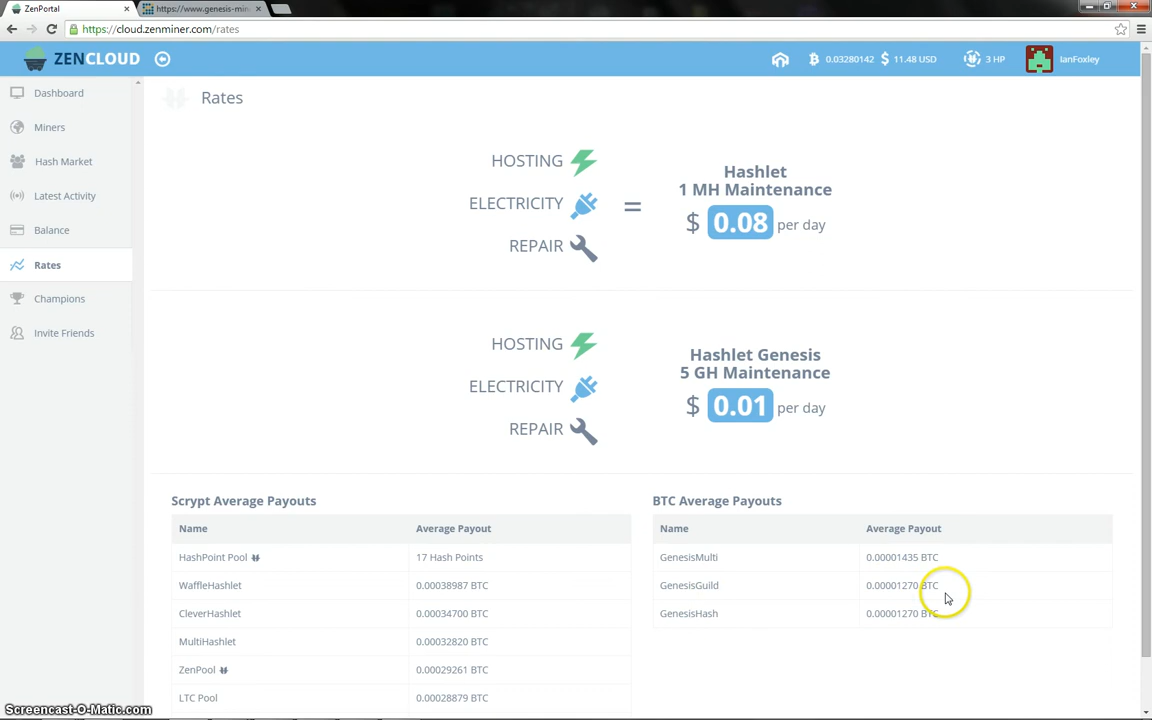 ZenPortal
https://www.genesis-min
https://cloud.zenminer.com/rates
ZENCLOUD
0.03280142 $ 11.48 USD
3 HP
IanFoxley
Dashboard
Miners
Hash Market
Latest Activity
Balance
Rates
Champions
Invite Friends
Rates
HOSTING
ELECTRICITY
REPAIR
=
Hashlet
1 MH Maintenance
$ 0.08 per day
HOSTING
ELECTRICITY
REPAIR
Hashlet Genesis
5 GH Maintenance
$ 0.01 per day
Scrypt Average Payouts
Name Average Payout
HashPoint Pool 17 Hash Points
WaffleHashlet 0.00038987 BTC
CleverHashlet 0.00034700 BTC
MultiHashlet 0.00032820 BTC
ZenPool 0.00029261 BTC
LTC Pool 0.00028879 BTC
BTC Average Payouts
Name Average Payout
GenesisMulti 0.00001435 BTC
GenesisGuild 0.00001270 BTC
GenesisHash 0.00001270 BTC
Screencast-O-Matic.com